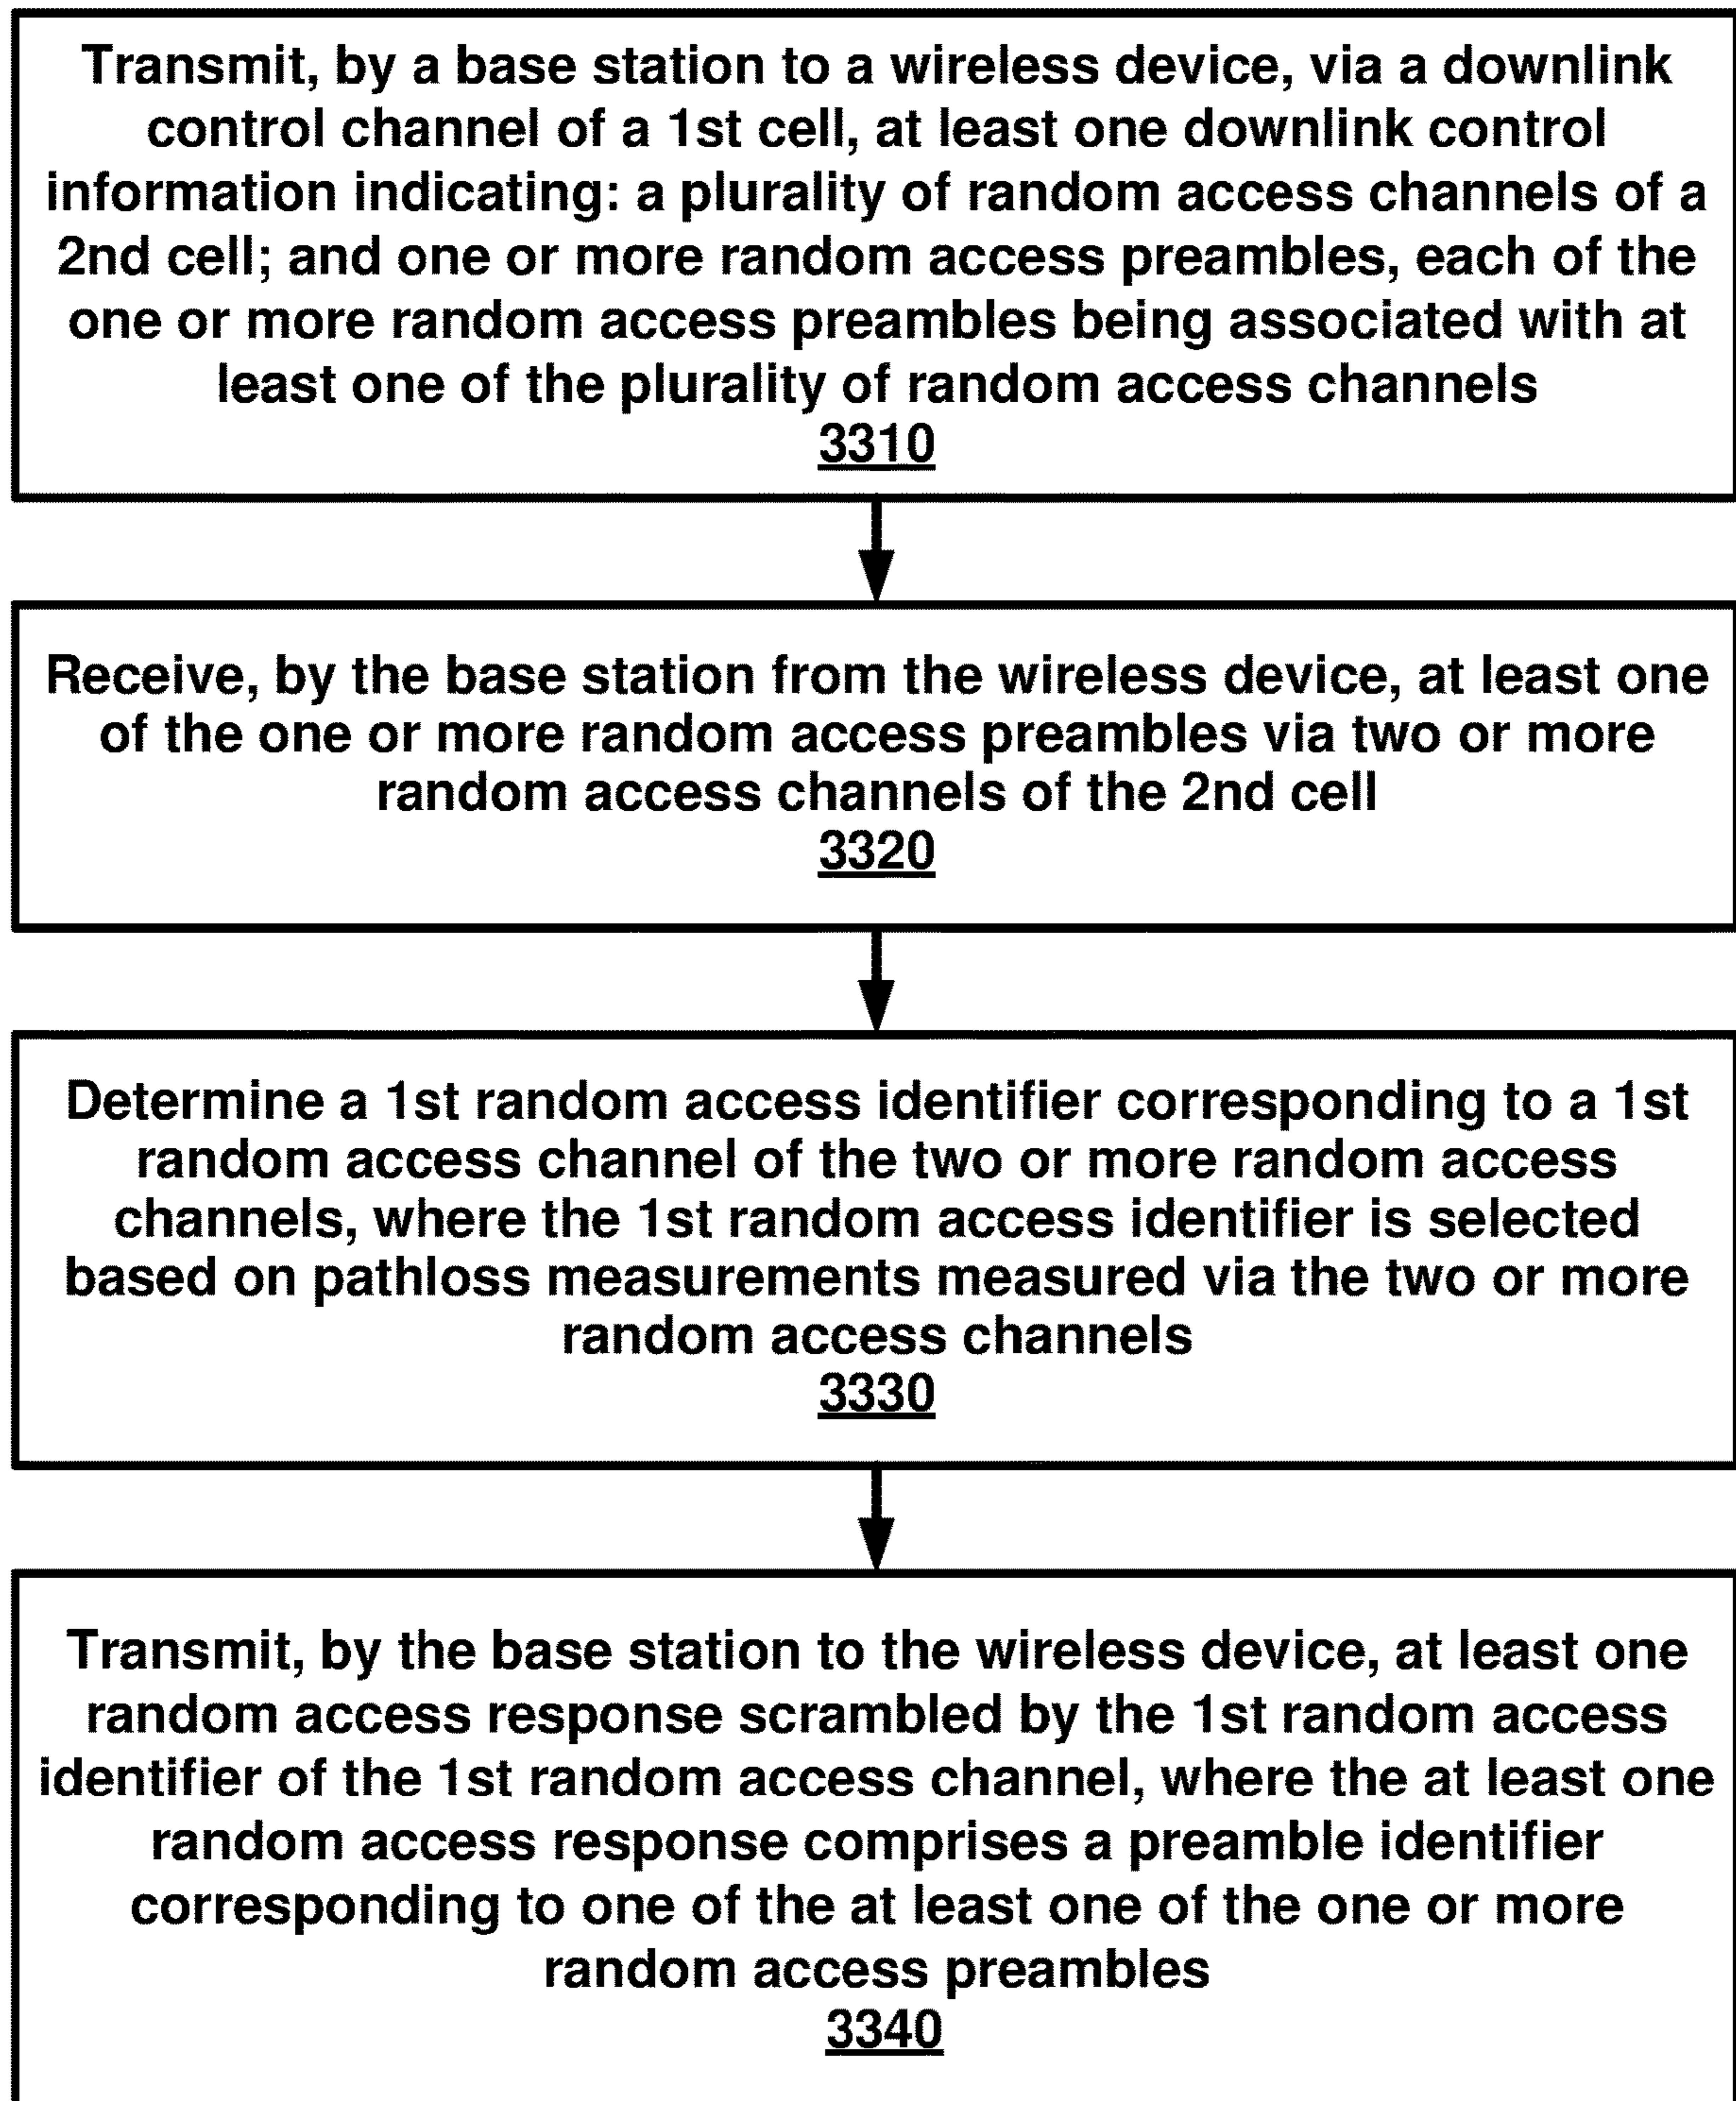 Transmit, by a base station to a wireless device, via a downlink
control channel of a 1st cell, at least one downlink control
information indicating: a plurality of random access channels of a
2nd cell; and one or more random access preambles, each of the
one or more random access preambles being associated with at
least one of the plurality of random access channels
3310
Receive, by the base station from the wireless device, at least one
of the one or more random access preambles via two or more
random access channels of the 2nd cell
3320
Determine a 1st random access identifier corresponding to a 1st
random access channel of the two or more random access
channels, where the 1st random access identifier is selected
based on pathloss measurements measured via the two or more
random access channels
3330
Transmit, by the base station to the wireless device, at least one
random access response scrambled by the 1st random access
identifier of the 1st random access channel, where the at least one
random access response comprises a preamble identifier
corresponding to one of the at least one of the one or more
random access preambles
3340